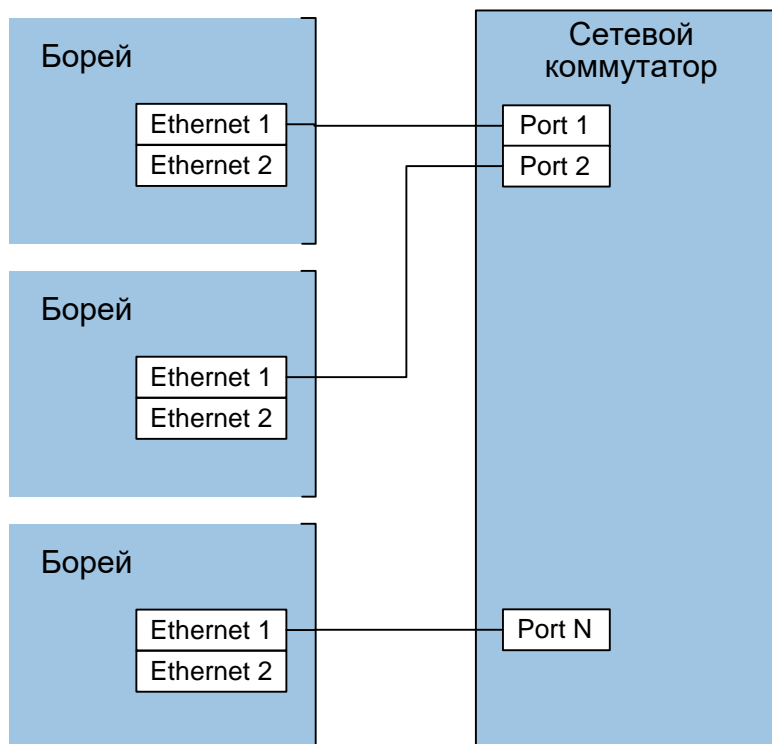 Борей
Ethernet 1
Ethernet 2
Борей
Ethernet 1
Ethernet 2
Борей
Ethernet 1
Ethernet 2
Сетевой
коммутатор
Port 1
Port 2
Port N